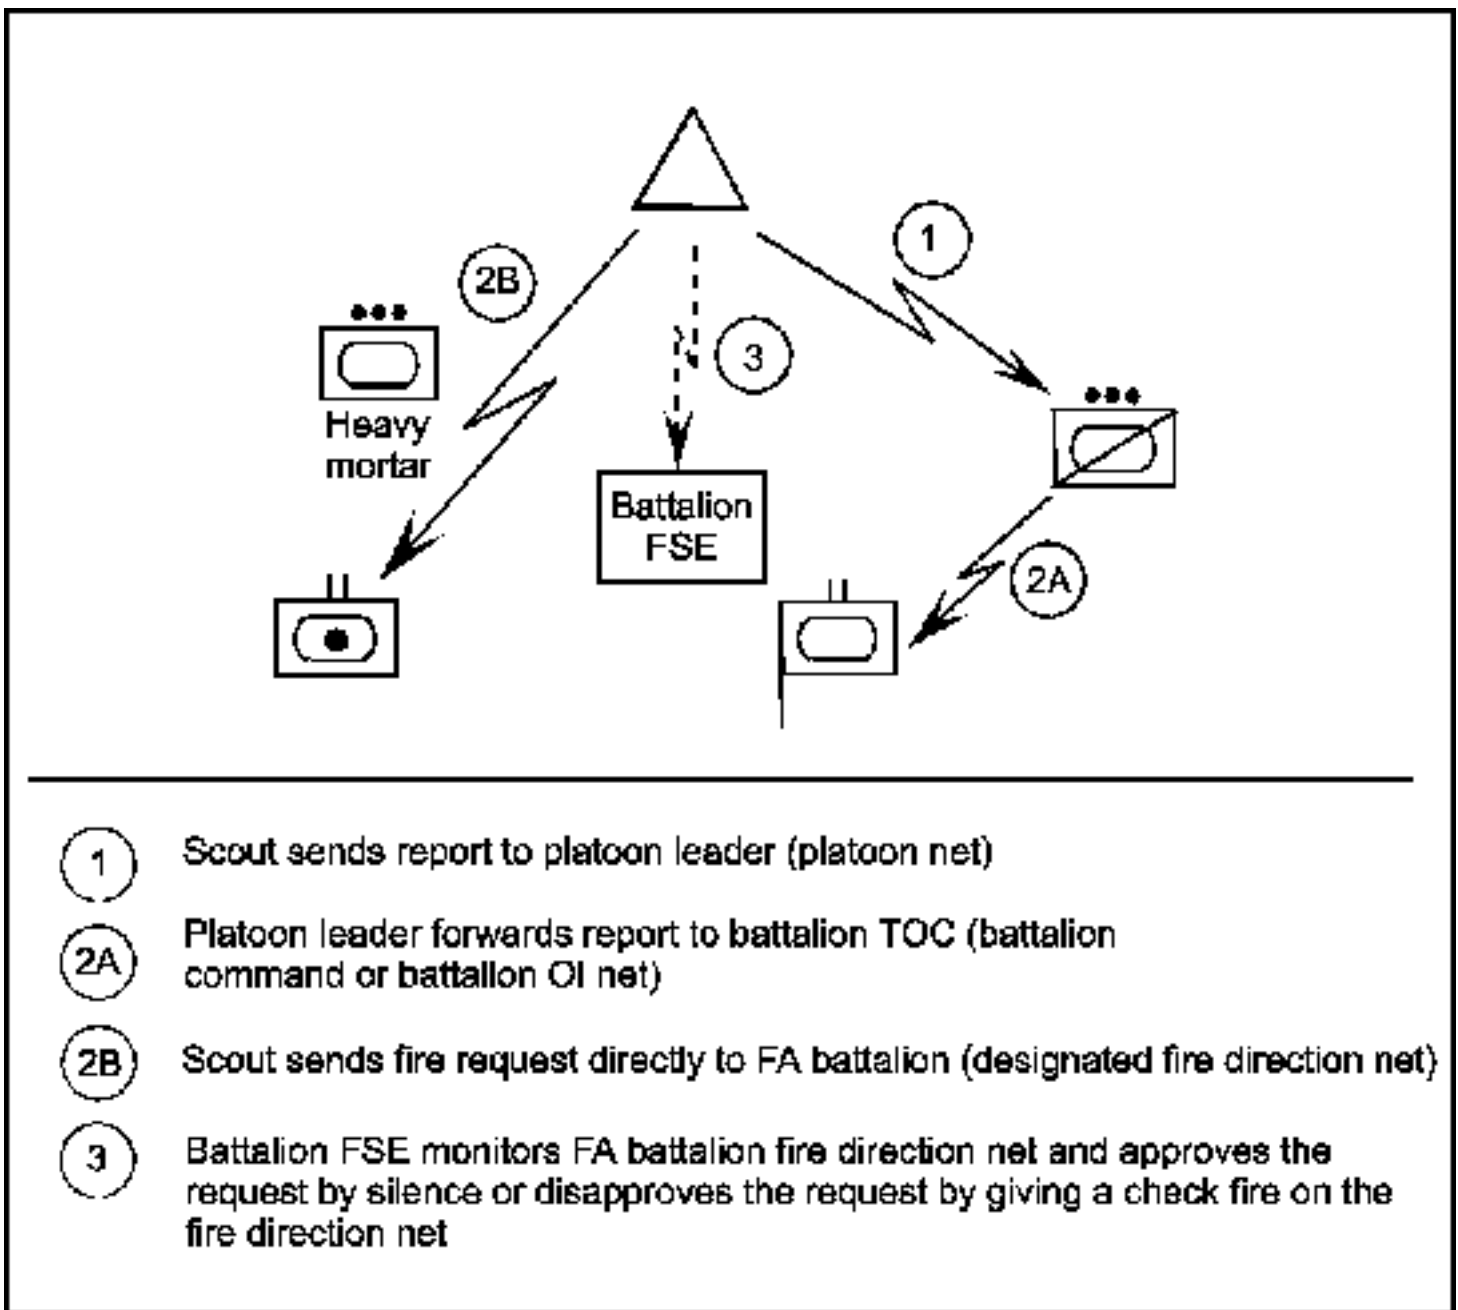 1
2B
3
Heavy
mortar
Battalion
FSE
2A
1
Scout sends report to platoon leader (platoon net)
2A
Platoon leader forwards report to battalion TOC (battalion
command or battalion OI net)
2B
Scout sends fire request directly to FA battalion (designated fire direction net)
3
Battalion FSE monitors FA battalion fire direction net and approves the
request by silence or disapproves the request by giving a check fire on the
fire direction net